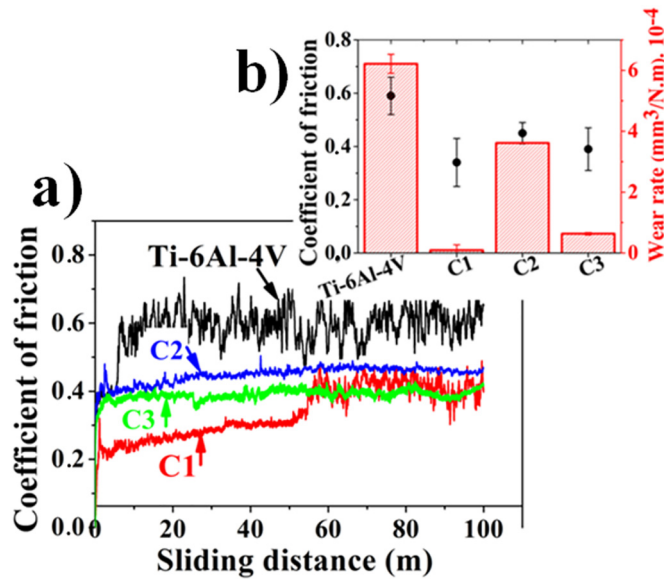 b)
Coefficient of friction
0.8
0.6
0.4
0.2
0.0
Ti-6Al-4V
C1
C2
C3
6
4
2
0
Wear rate (mm³/N.m), 10⁻⁴
a)
Coefficient of friction
0.8
0.6
0.4
0.2
0.0
Ti-6Al-4V
C2
C3
C1
0 20 40 60 80 100
Sliding distance (m)